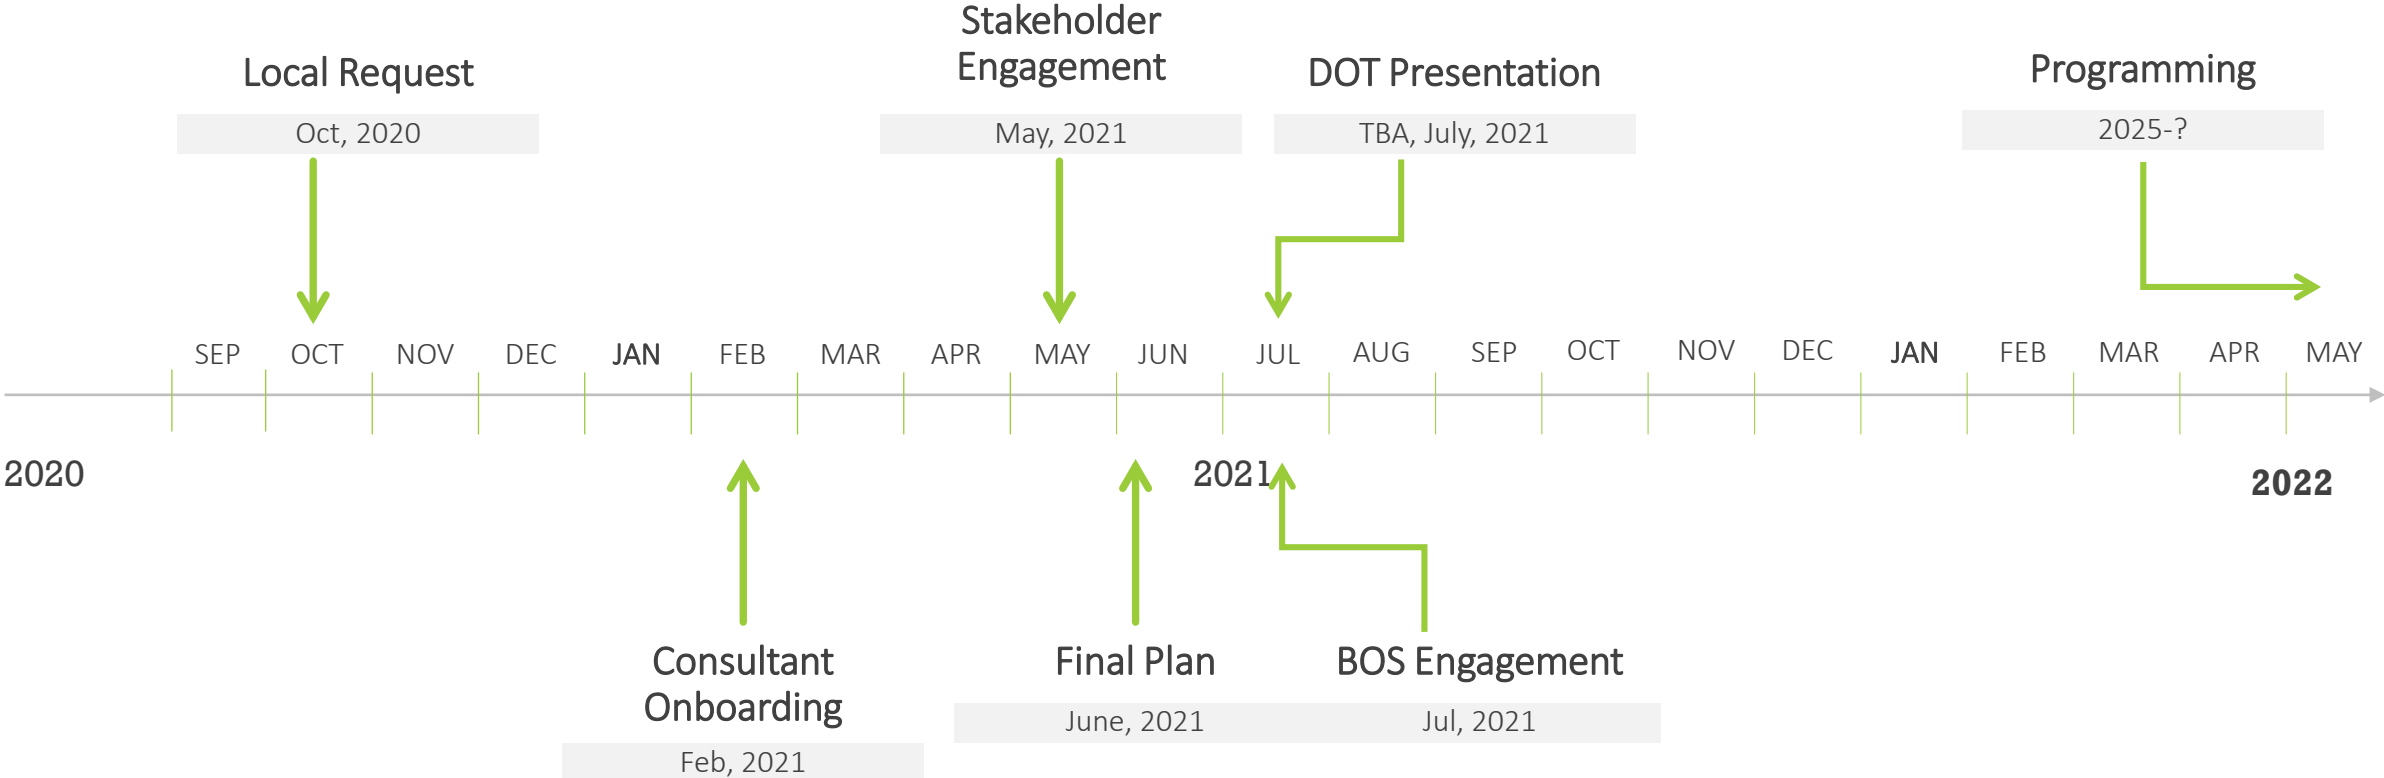 Local Request
Oct, 2020
Stakeholder
Engagement
May, 2021
DOT Presentation
TBA, July, 2021
Programming
2025-?
SEP OCT NOV DEC JAN FEB MAR APR MAY JUN JUL AUG SEP OCT NOV DEC JAN FEB MAR APR MAY
2020
2021
2022
Consultant
Onboarding
Feb, 2021
Final Plan
June, 2021
BOS Engagement
Jul, 2021